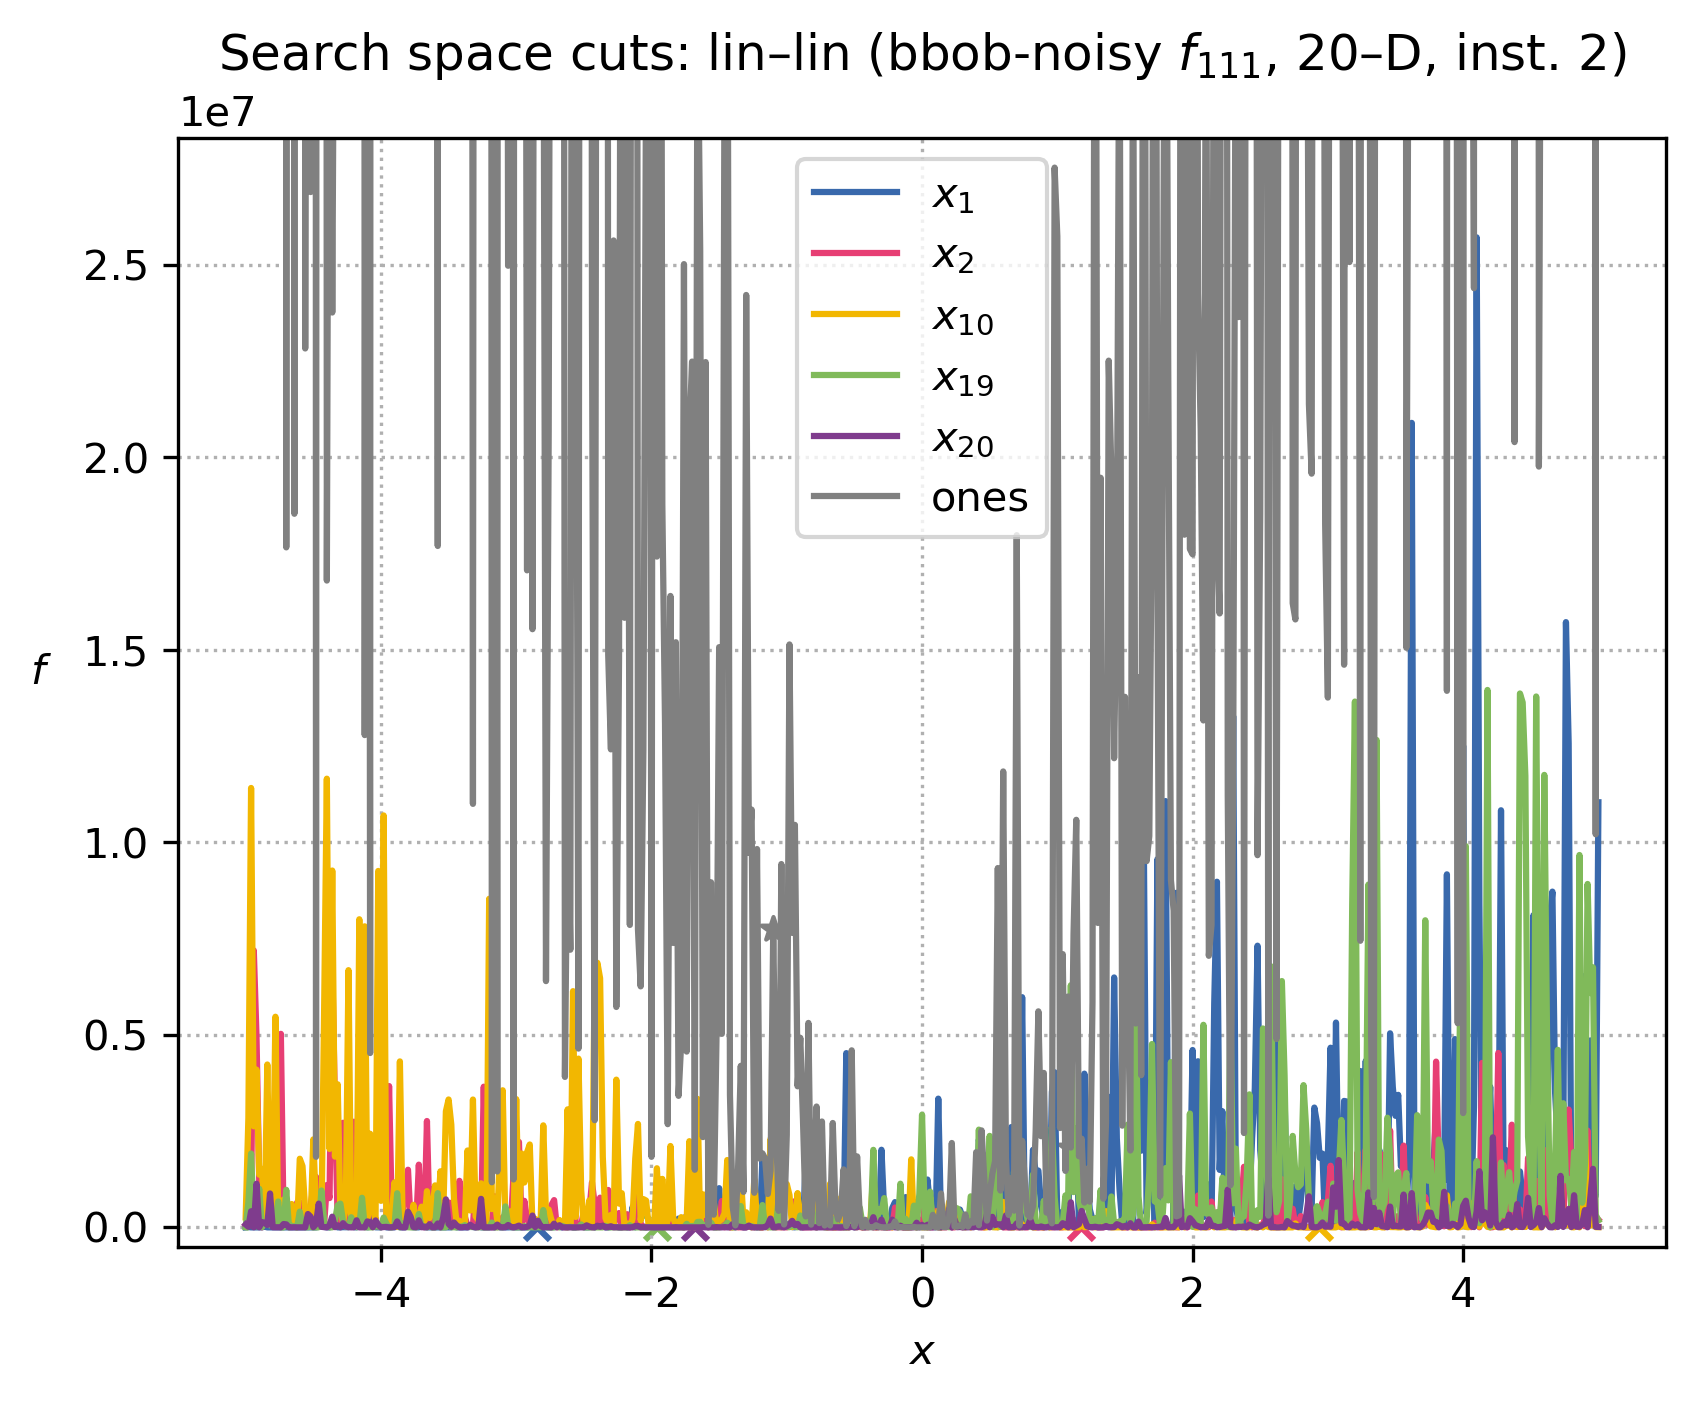 Search space cuts: lin–lin (bbob-noisy f₁₁₁, 20–D, inst. 2)
1e7
x₁
x₂
x₁₀
x₁₉
x₂₀
ones
2.5
2.0
1.5
1.0
0.5
0.0
f
−4 −2 0 2 4
x